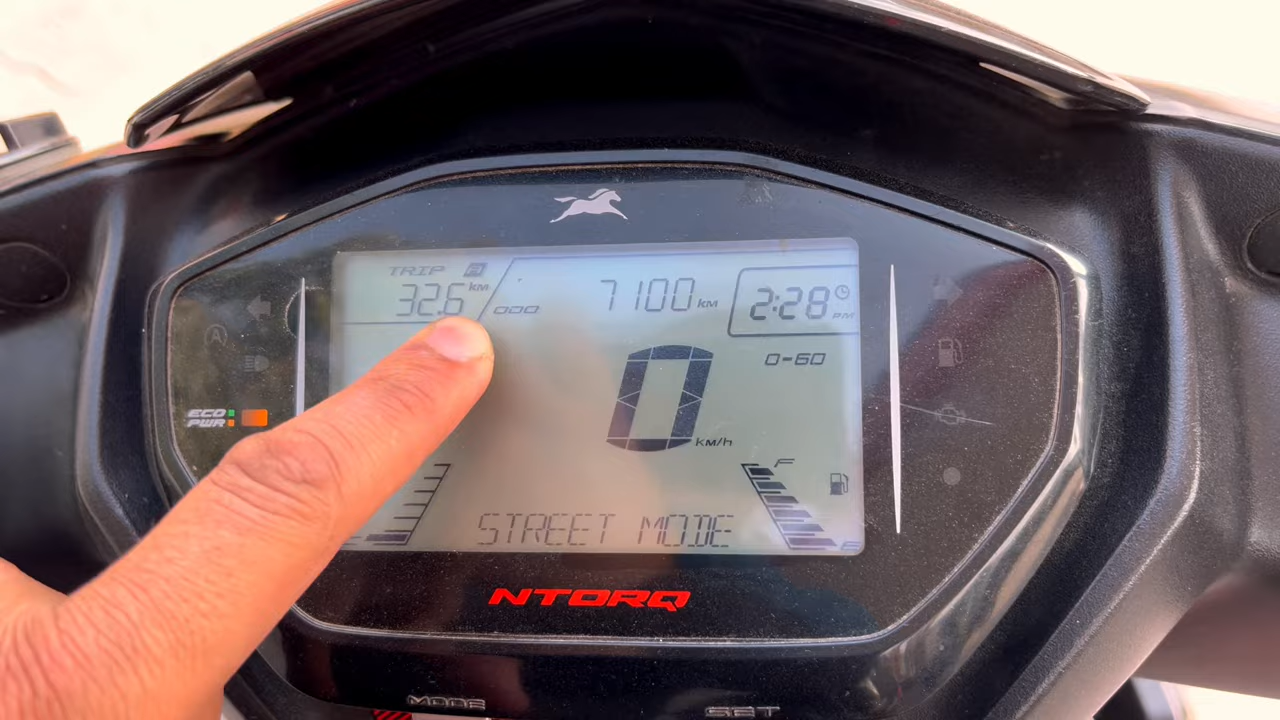 TRIP A
32.6 KM
ODO 7100 KM
2:28 PM
0-60
0 KM/H
ECO
PWR
F
E
STREET MODE
NTORQ
MODE
SET